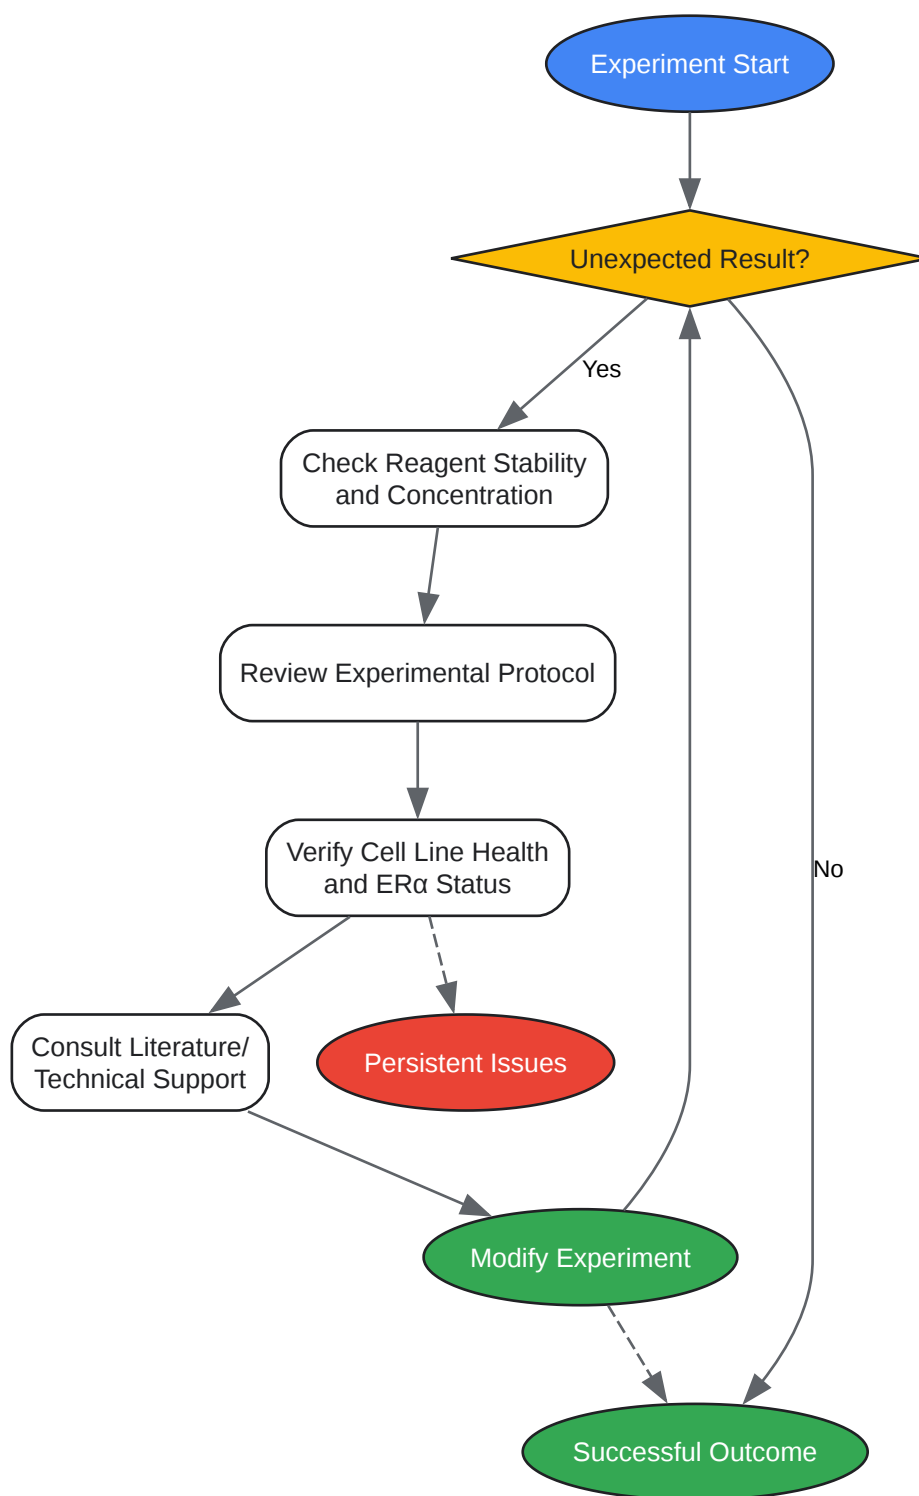 Experiment Start
Unexpected Result?
Yes
Check Reagent Stability
and Concentration
Review Experimental Protocol
Verify Cell Line Health
and ERα Status
No
Consult Literature/
Technical Support
Persistent Issues
Modify Experiment
Successful Outcome